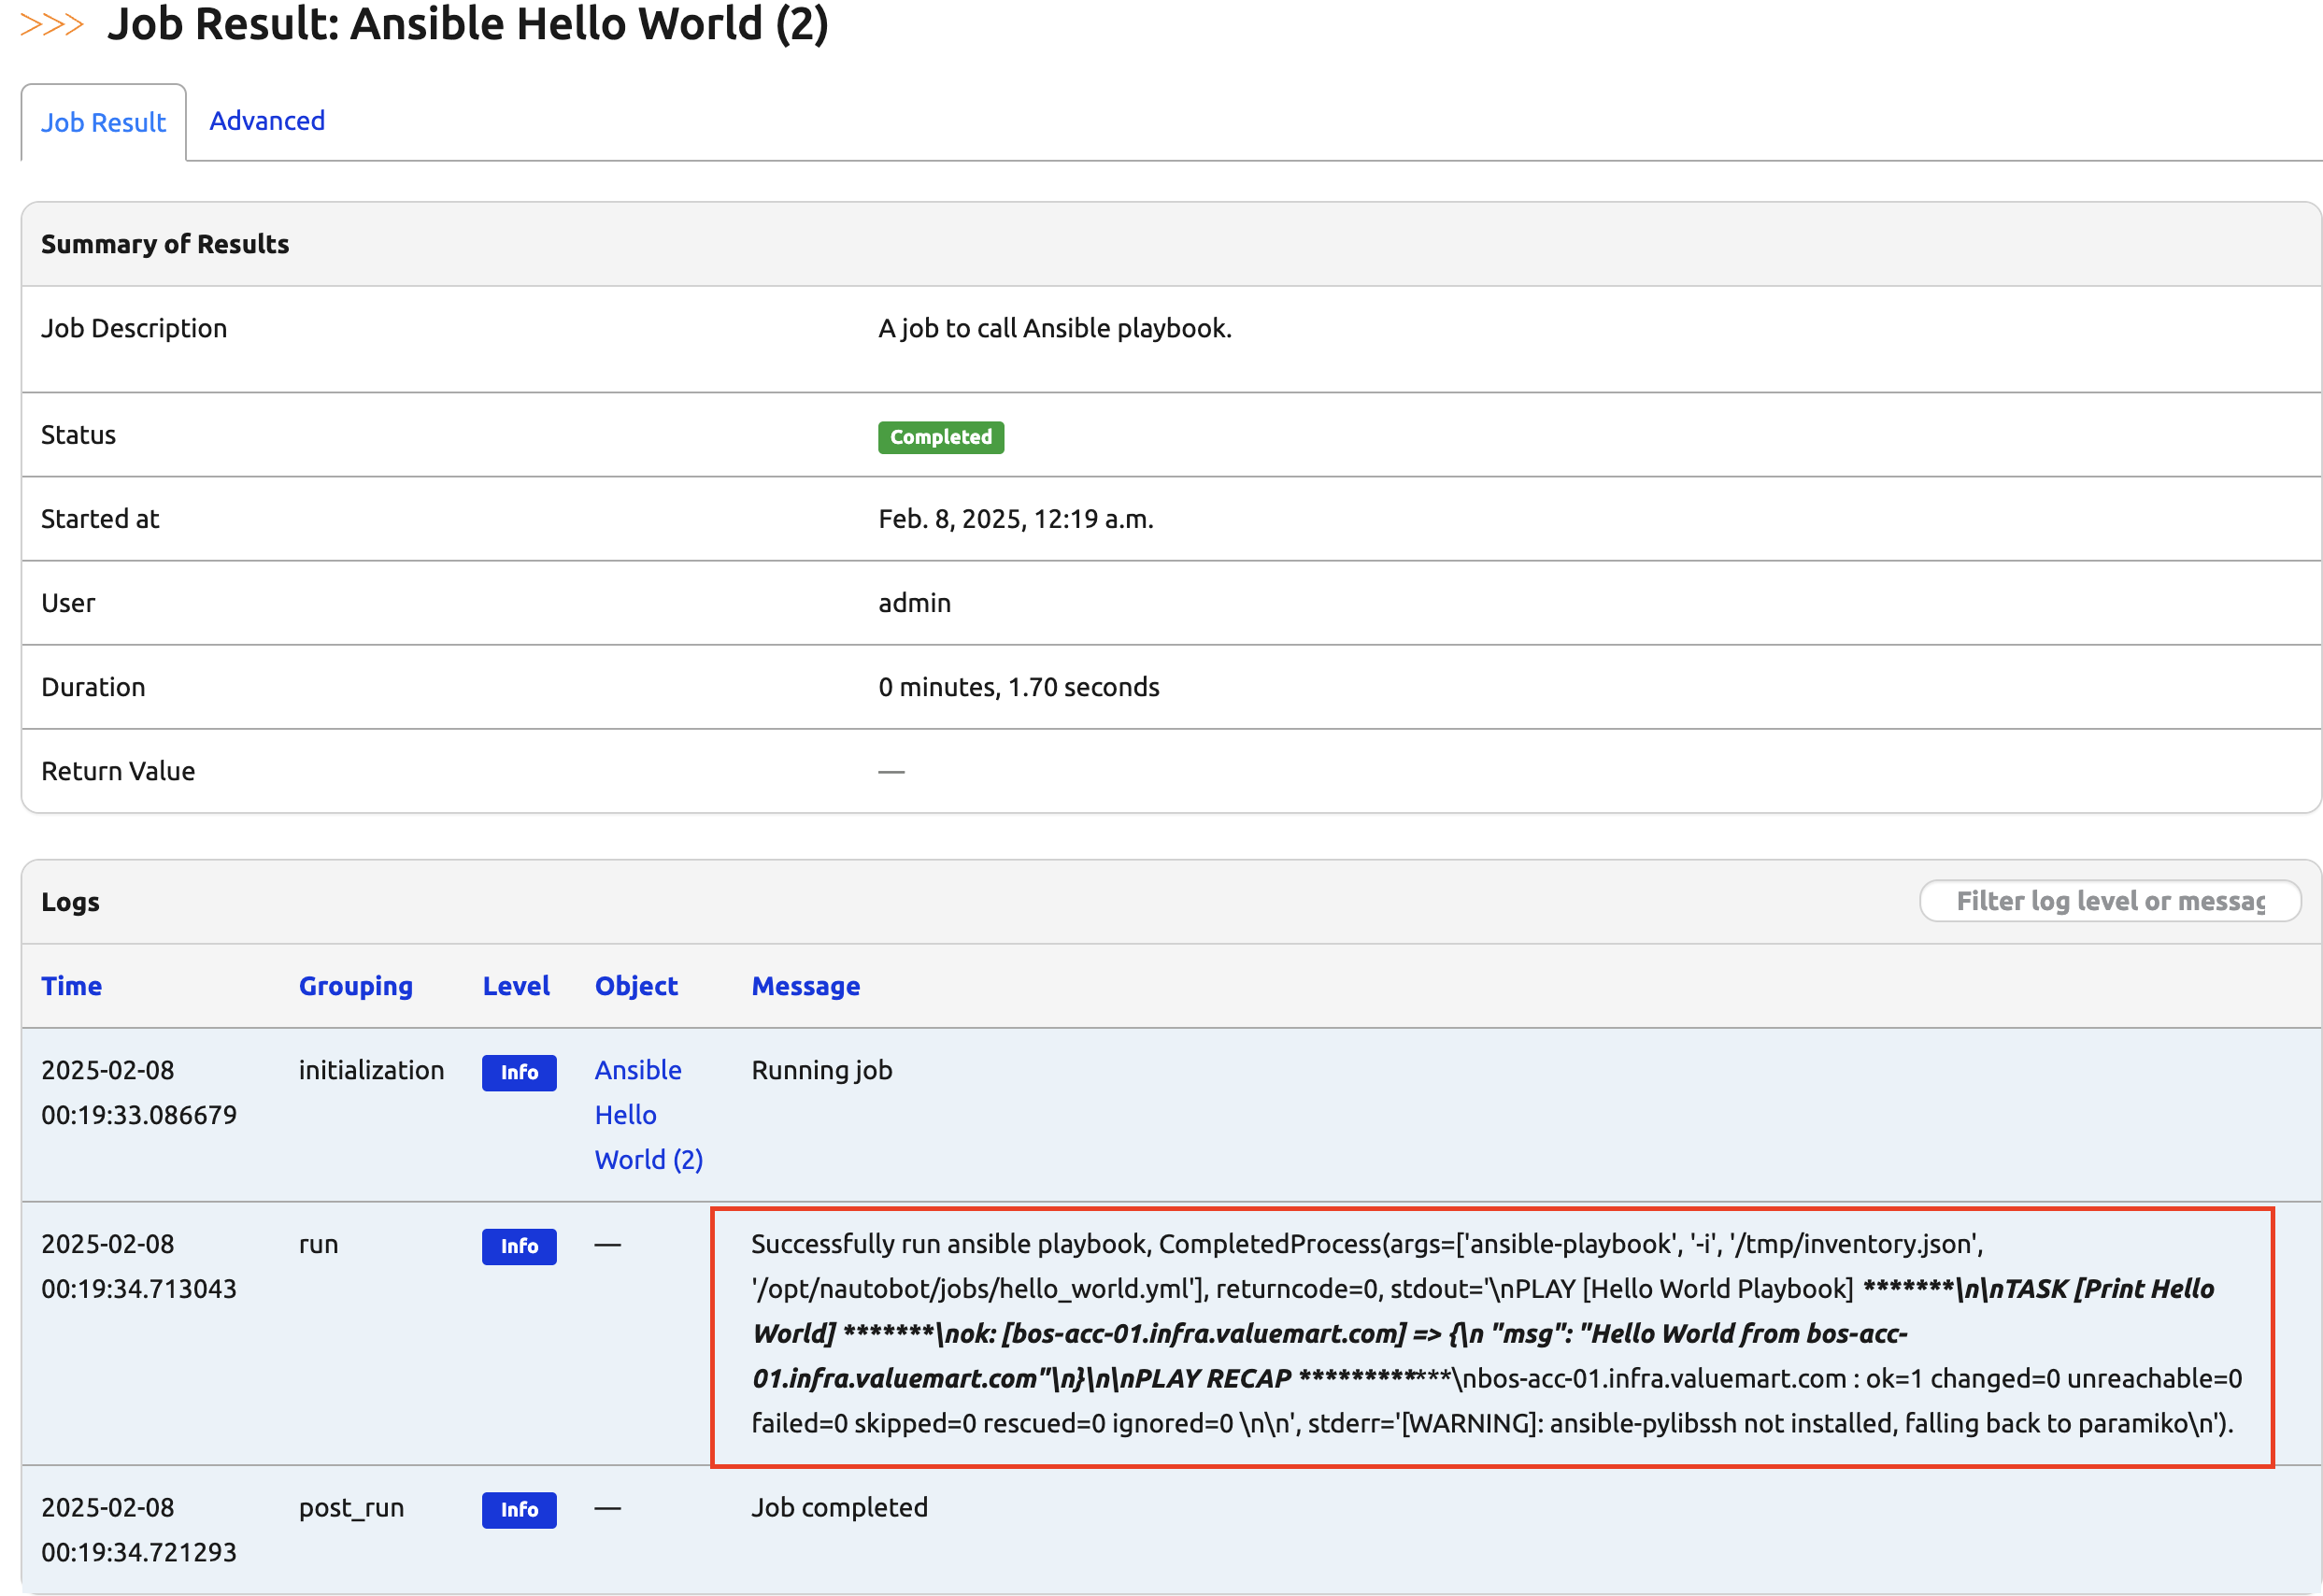 >>> Job Result: Ansible Hello World (2)
Job Result Advanced
Summary of Results
Job Description A job to call Ansible playbook.
Status Completed
Started at Feb. 8, 2025, 12:19 a.m.
User admin
Duration 0 minutes, 1.70 seconds
Return Value —
Logs Filter log level or messag
Time Grouping Level Object Message
2025-02-08 initialization Info Ansible Running job
00:19:33.086679 Hello
World (2)
2025-02-08 run Info — Successfully run ansible playbook, CompletedProcess(args=['ansible-playbook', '-i', '/tmp/inventory.json',
00:19:34.713043 '/opt/nautobot/jobs/hello_world.yml'], returncode=0, stdout='\nPLAY [Hello World Playbook] *******\n\nTASK [Print Hello
World] *******\nok: [bos-acc-01.infra.valuemart.com] => {\n "msg": "Hello World from bos-acc-
01.infra.valuemart.com"\n}\n\nPLAY RECAP *************\nbos-acc-01.infra.valuemart.com : ok=1 changed=0 unreachable=0
failed=0 skipped=0 rescued=0 ignored=0 \n\n', stderr='[WARNING]: ansible-pylibssh not installed, falling back to paramiko\n').
2025-02-08 post_run Info — Job completed
00:19:34.721293